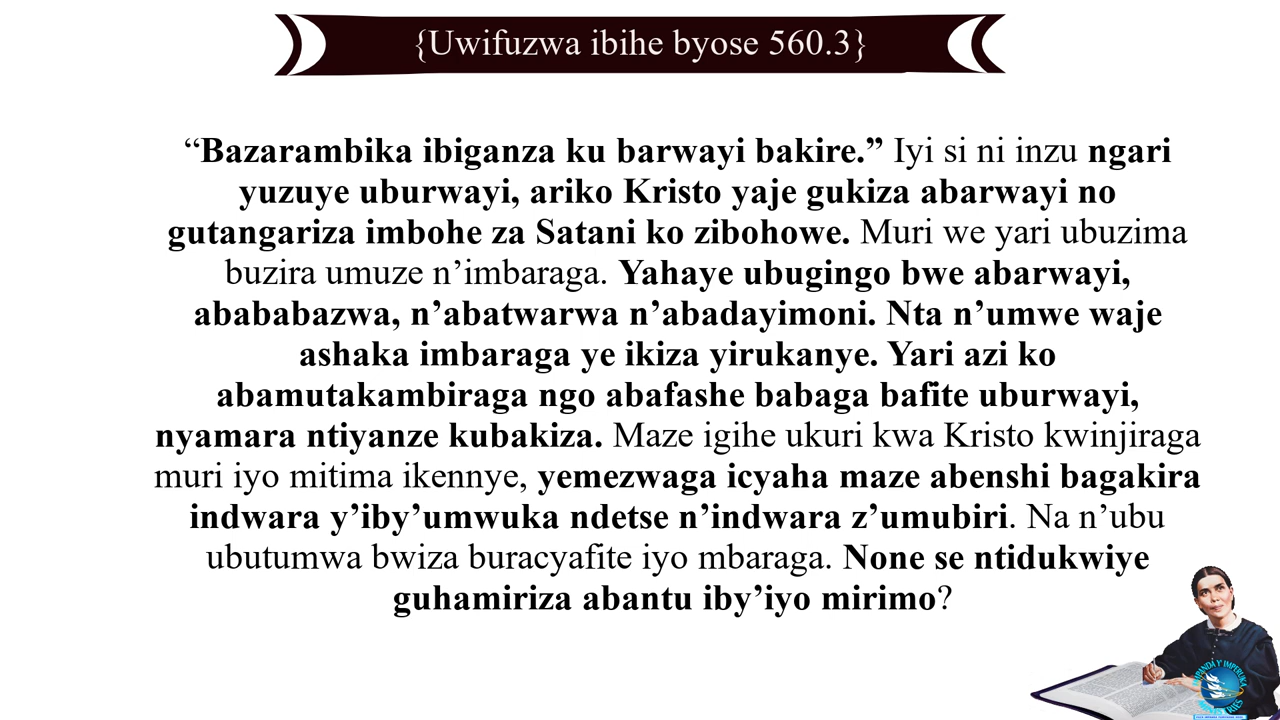 {Uwifuzwa ibihe byose 560.3}
“Bazarambika ibiganza ku barwayi bakire.” Iyi si ni inzu ngari
yuzuye uburwayi, ariko Kristo yaje gukiza abarwayi no
gutangariza imbohe za Satani ko zibohowe. Muri we yari ubuzima
buzira umuze n’imbaraga. Yahaye ubugingo bwe abarwayi,
abababazwa, n’abatwarwa n’abadayimoni. Nta n’umwe waje
ashaka imbaraga ye ikiza yirukanye. Yari azi ko
abamutakambiraga ngo abafashe babaga bafite uburwayi,
nyamara ntiyanze kubakiza. Maze igihe ukuri kwa Kristo kwinjiraga
muri iyo mitima ikennye, yemezwaga icyaha maze abenshi bagakira
indwara y’iby’umwuka ndetse n’indwara z’umubiri. Na n’ubu
ubutumwa bwiza buracyafite iyo mbaraga. None se ntidukwiye
guhamiriza abantu iby’iyo mirimo?